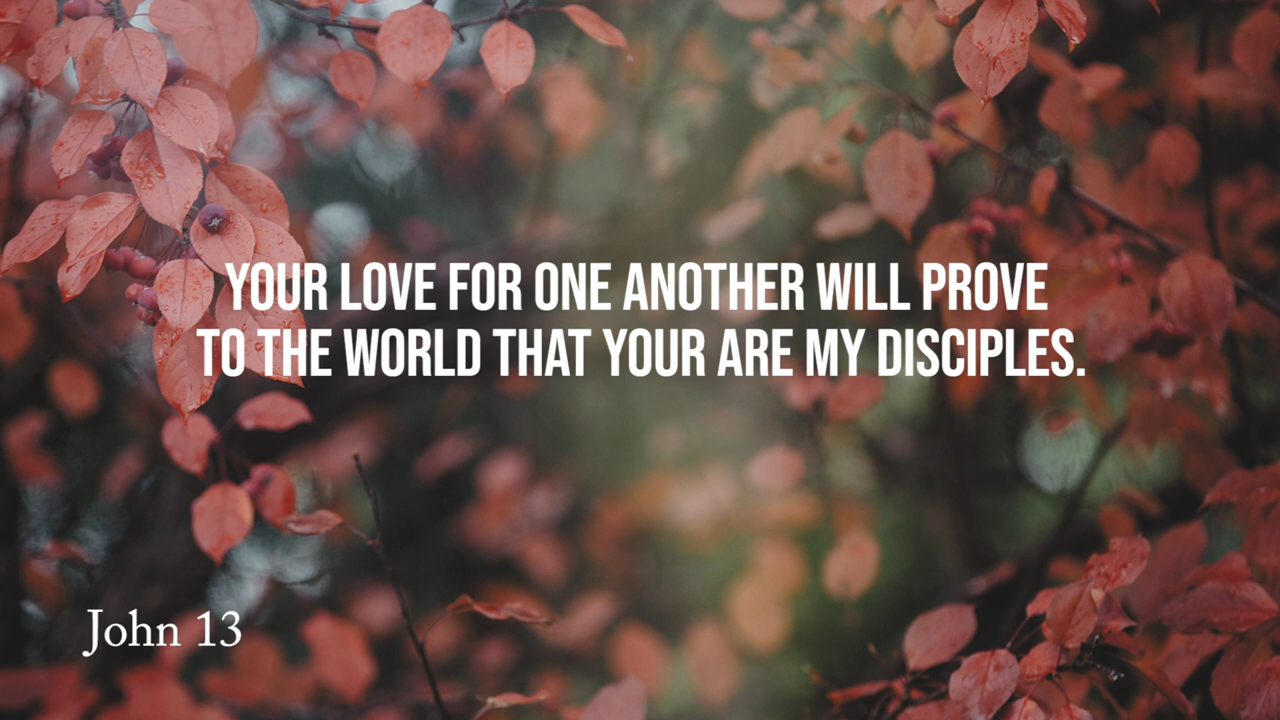 YOUR LOVE FOR ONE ANOTHER WILL PROVE
TO THE WORLD THAT YOUR ARE MY DISCIPLES.
John 13